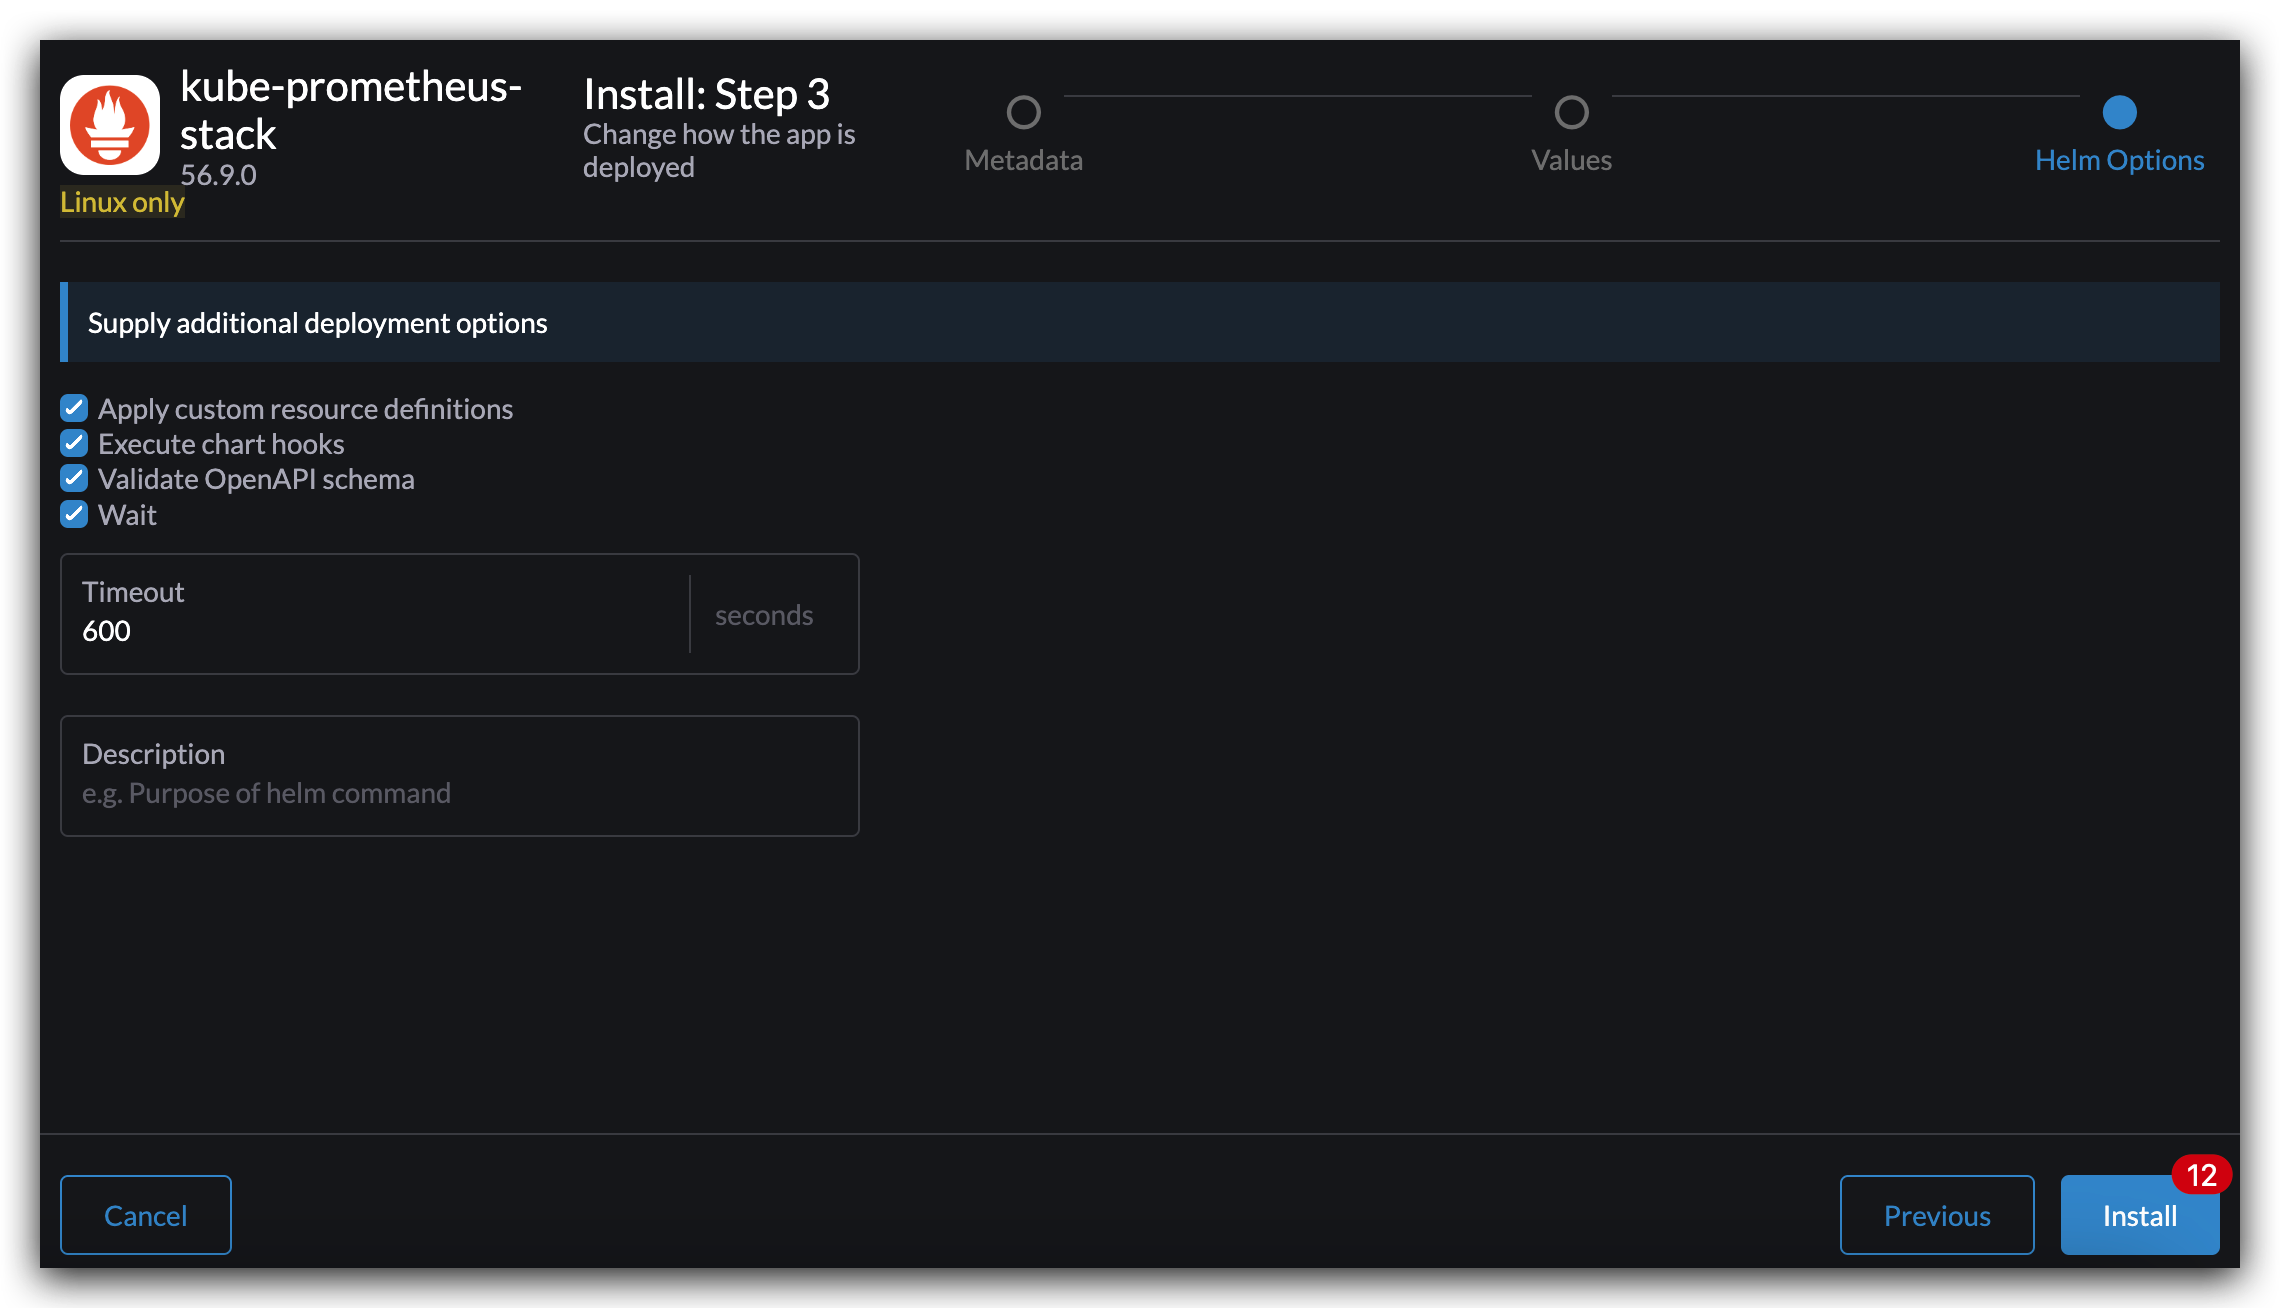 kube-prometheus-
stack
56.9.0
Linux only
Install: Step 3
Change how the app is
deployed
Metadata
Values
Helm Options
Supply additional deployment options
Apply custom resource definitions
Execute chart hooks
Validate OpenAPI schema
Wait
Timeout
600
seconds
Description
e.g. Purpose of helm command
Cancel
Previous
Install
12